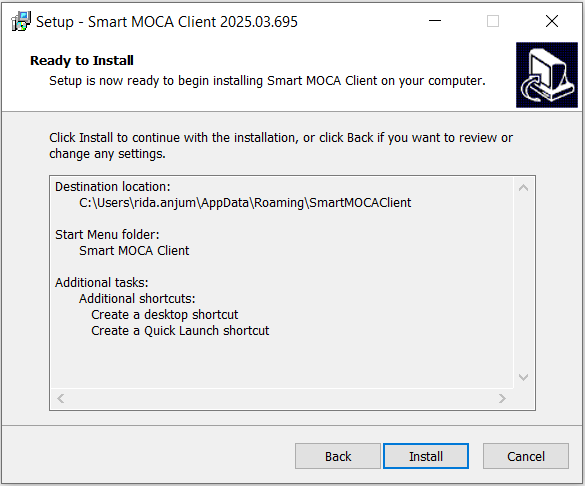 Setup - Smart MOCA Client 2025.03.695
Ready to Install
Setup is now ready to begin installing Smart MOCA Client on your computer.
Click Install to continue with the installation, or click Back if you want to review or
change any settings.
Destination location:
C:\Users\rida.anjum\AppData\Roaming\SmartMOCAClient
Start Menu folder:
Smart MOCA Client
Additional tasks:
Additional shortcuts:
Create a desktop shortcut
Create a Quick Launch shortcut
Back
Install
Cancel